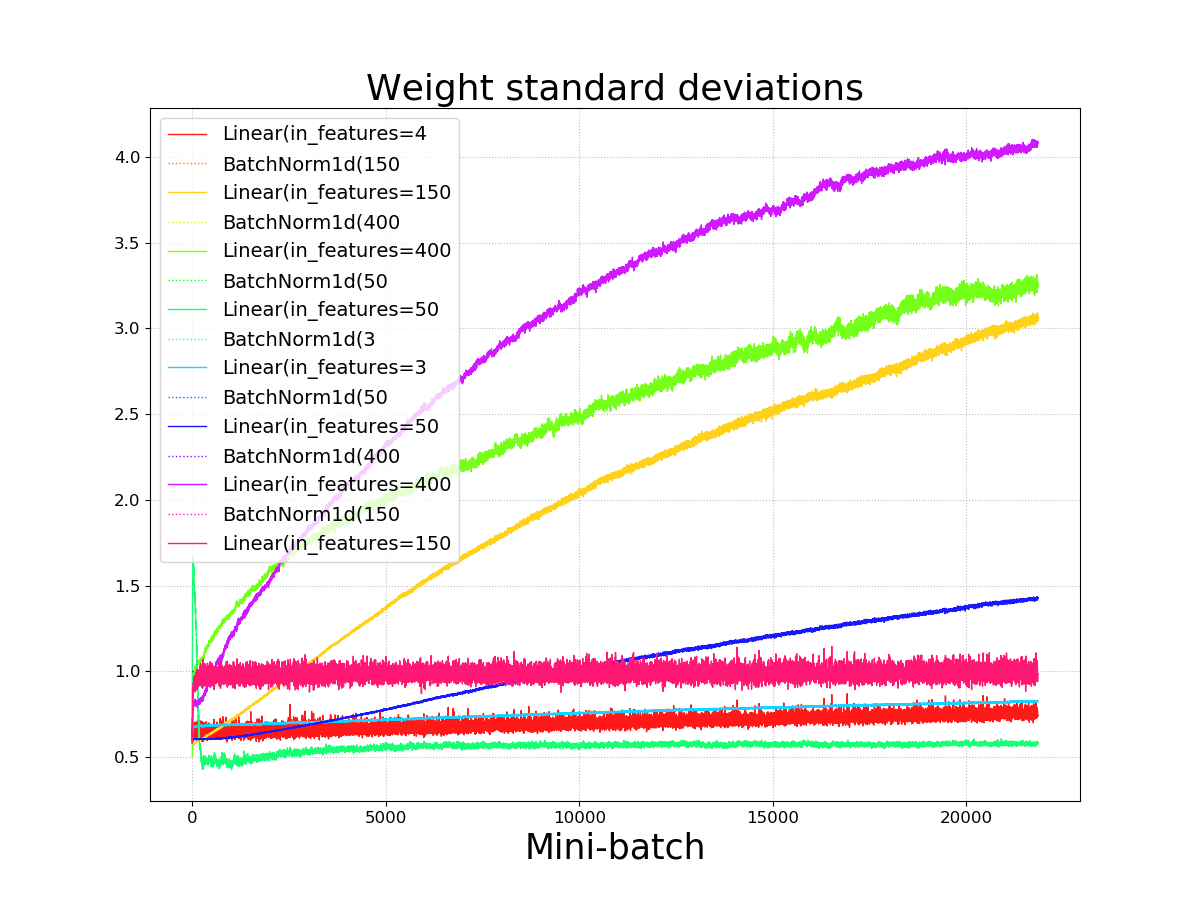 Weight standard deviations
Linear(in_features=4
BatchNorm1d(150
Linear(in_features=150
BatchNorm1d(400
Linear(in_features=400
BatchNorm1d(50
Linear(in_features=50
BatchNorm1d(3
Linear(in_features=3
BatchNorm1d(50
Linear(in_features=50
BatchNorm1d(400
Linear(in_features=400
BatchNorm1d(150
Linear(in_features=150
4.0
3.5
3.0
2.5
2.0
1.5
1.0
0.5
0 5000 10000 15000 20000
Mini-batch